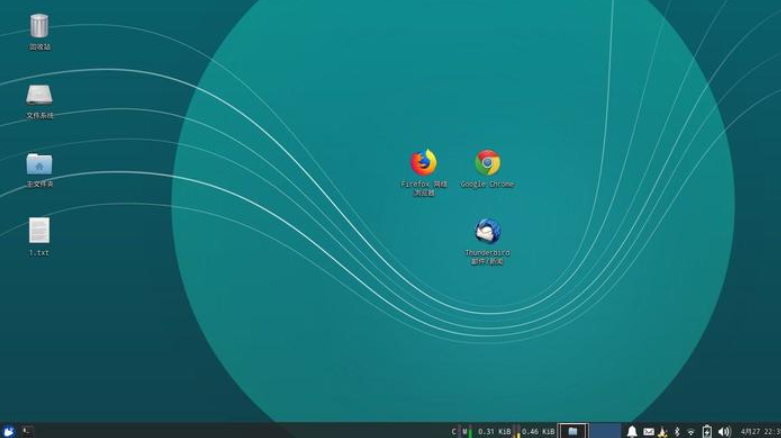 回收站
文件系统
主文件夹
1.txt
Firefox 网络
浏览器
Google Chrome
Thunderbird
邮件/新闻
C M 0.31 KiB 0.46 KiB
4月27 22:3